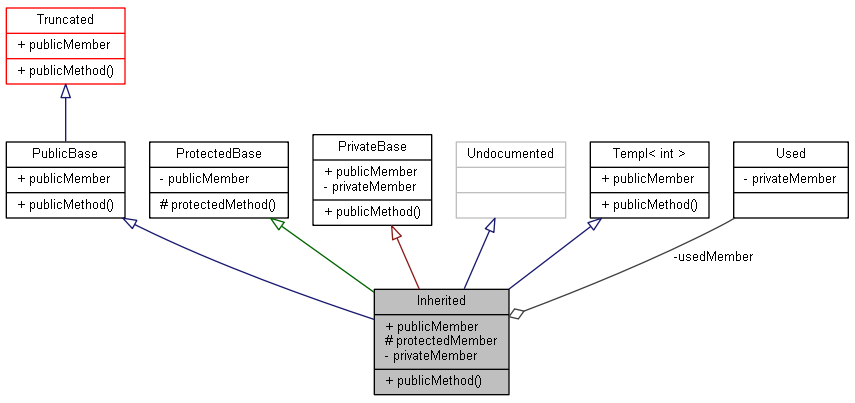 Truncated
+ publicMember
+ publicMethod()
PublicBase
+ publicMember
+ publicMethod()
ProtectedBase
- publicMember
# protectedMethod()
PrivateBase
+ publicMember
- privateMember
+ publicMethod()
Undocumented
Templ< int >
+ publicMember
+ publicMethod()
Used
- privateMember
-usedMember
Inherited
+ publicMember
# protectedMember
- privateMember
+ publicMethod()